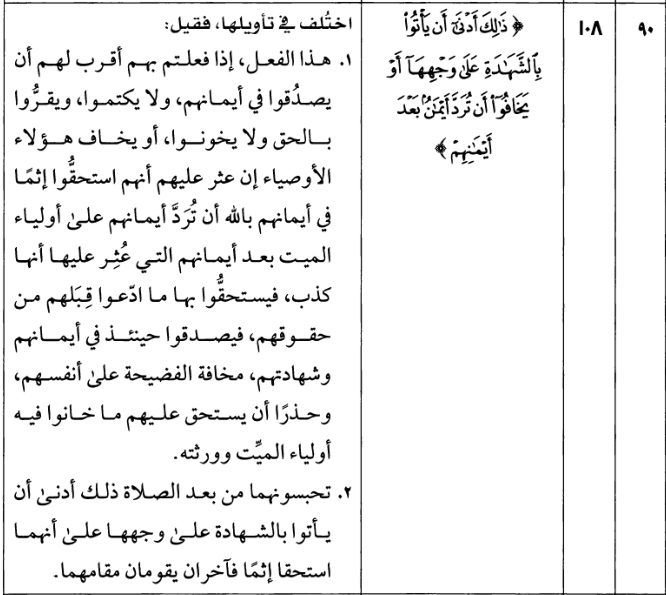 ٩٠
١٠٨
﴿ ذَٰلِكَ أَدْنَىٰٓ أَن يَأْتُوا۟
بِٱلشَّهَـٰدَةِ عَلَىٰ وَجْهِهَآ أَوْ
يَخَافُوٓا۟ أَن تُرَدَّ أَيْمَـٰنٌۢ بَعْدَ
أَيْمَـٰنِهِمْ ﴾
اختُلف في تأويلها، فقيل:
١. هذا الفعل، إذا فعلتم بهم أقرب لهم أن
يصدُقوا في أيمانهم، ولا يكتموا، ويقرُّوا
بالحق ولا يخونوا، أو يخاف هؤلاء
الأوصياء إن عثر عليهم أنهم استحقُّوا إثمًا
في أيمانهم بالله أن تُرَدَّ أيمانهم علىٰ أولياء
الميت بعد أيمانهم التي عُثِر عليها أنها
كذب، فيستحقُّوا بها ما ادّعوا قِبَلهم من
حقوقهم، فيصدقوا حينئذ في أيمانهم
وشهادتهم، مخافة الفضيحة علىٰ أنفسهم،
وحذرًا أن يستحق عليهم ما خانوا فيه
أولياء الميِّت وورثته.
٢. تحبسونهما من بعد الصلاة ذلك أدنىٰ أن
يأتوا بالشهادة علىٰ وجهها علىٰ أنهما
استحقا إثمًا فآخران يقومان مقامهما.